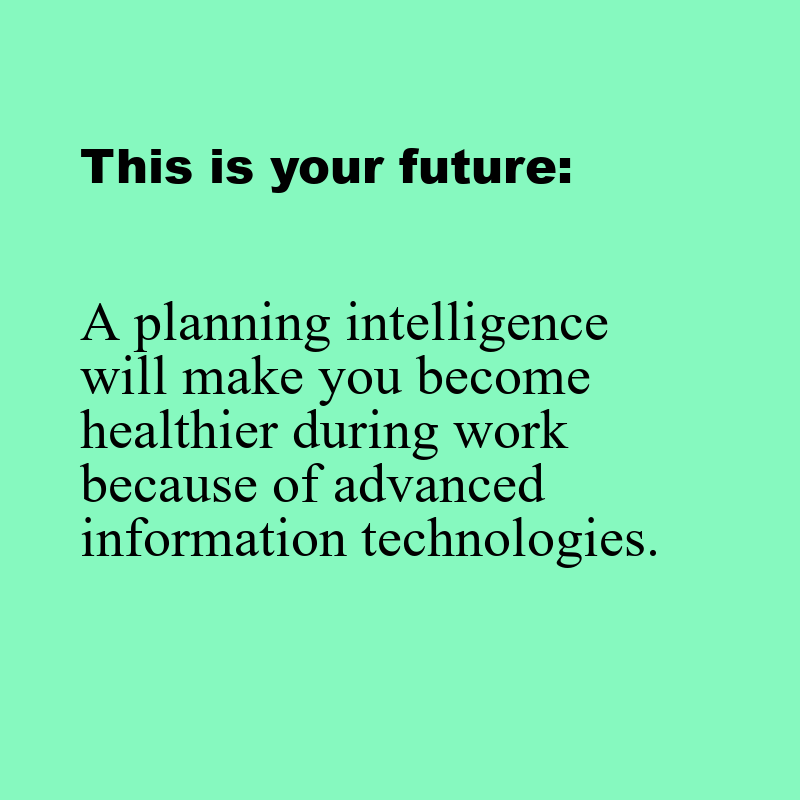 This is your future:
A planning intelligence
will make you become
healthier during work
because of advanced
information technologies.